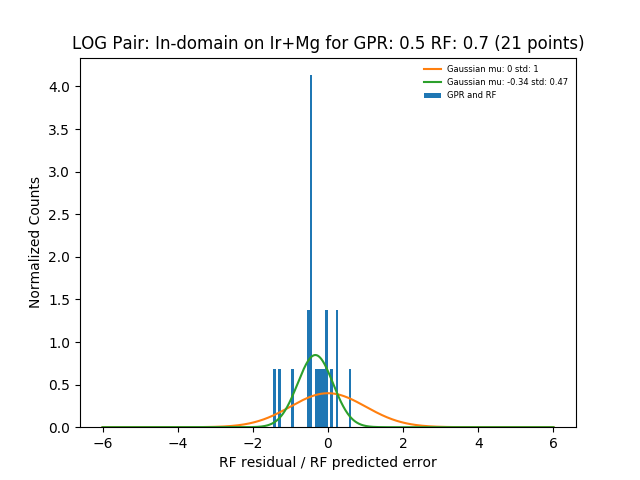 LOG Pair: In-domain on Ir+Mg for GPR: 0.5 RF: 0.7 (21 points)
Gaussian mu: 0 std: 1
Gaussian mu: -0.34 std: 0.47
GPR and RF
Normalized Counts
4.0
3.5
3.0
2.5
2.0
1.5
1.0
0.5
0.0
−6 −4 −2 0 2 4 6
RF residual / RF predicted error